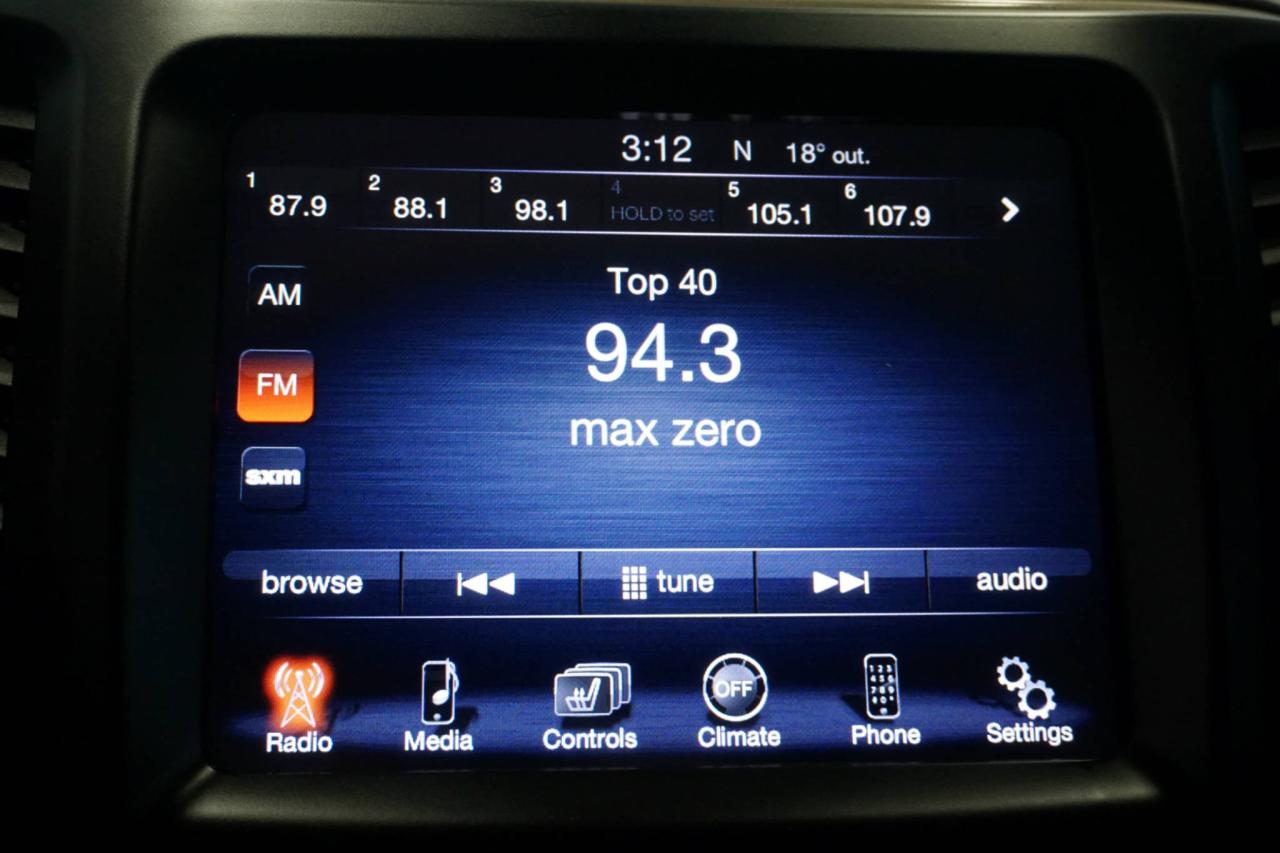 3:12 N 18° out.
1 87.9 2 88.1 3 98.1 4 HOLD to set 5 105.1 6 107.9
Top 40
AM
94.3
FM
max zero
sxm
browse tune audio
OFF
Radio Media Controls Climate Phone Settings